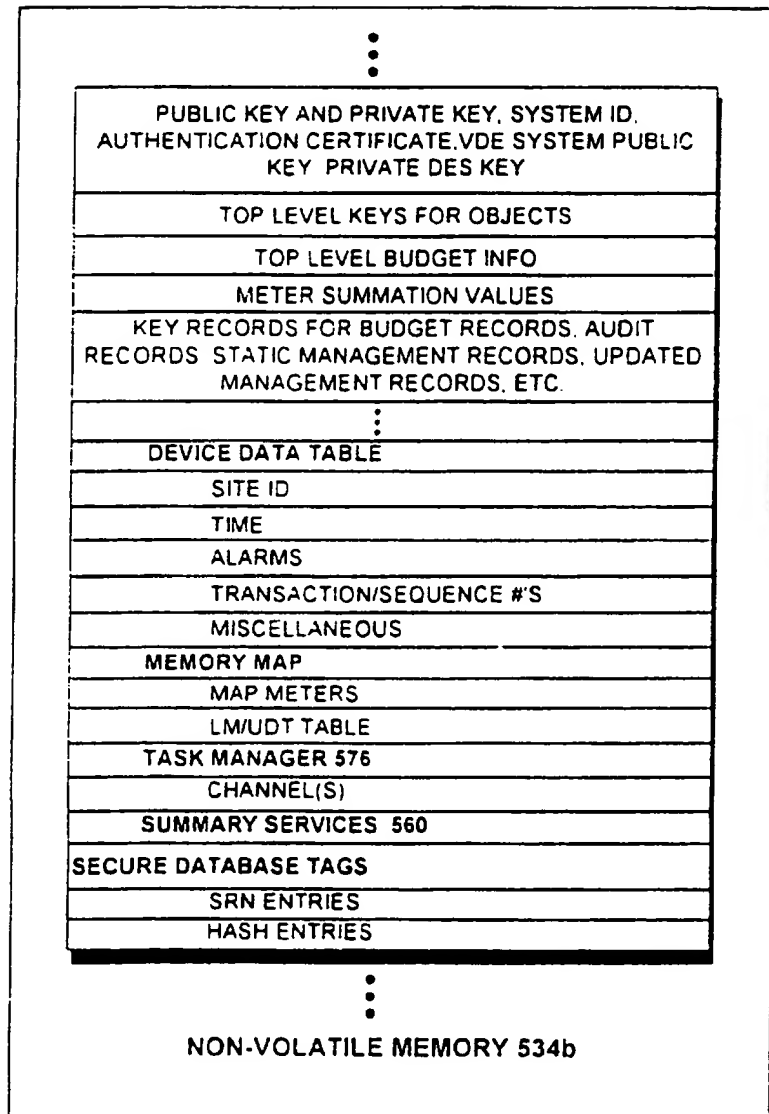 PUBLIC KEY AND PRIVATE KEY, SYSTEM ID,
AUTHENTICATION CERTIFICATE,VDE SYSTEM PUBLIC
KEY PRIVATE DES KEY
TOP LEVEL KEYS FOR OBJECTS
TOP LEVEL BUDGET INFO
METER SUMMATION VALUES
KEY RECORDS FOR BUDGET RECORDS, AUDIT
RECORDS STATIC MANAGEMENT RECORDS, UPDATED
MANAGEMENT RECORDS, ETC.
DEVICE DATA TABLE
SITE ID
TIME
ALARMS
TRANSACTION/SEQUENCE #'S
MISCELLANEOUS
MEMORY MAP
MAP METERS
LM/UDT TABLE
TASK MANAGER 576
CHANNEL(S)
SUMMARY SERVICES 560
SECURE DATABASE TAGS
SRN ENTRIES
HASH ENTRIES
NON-VOLATILE MEMORY 534b